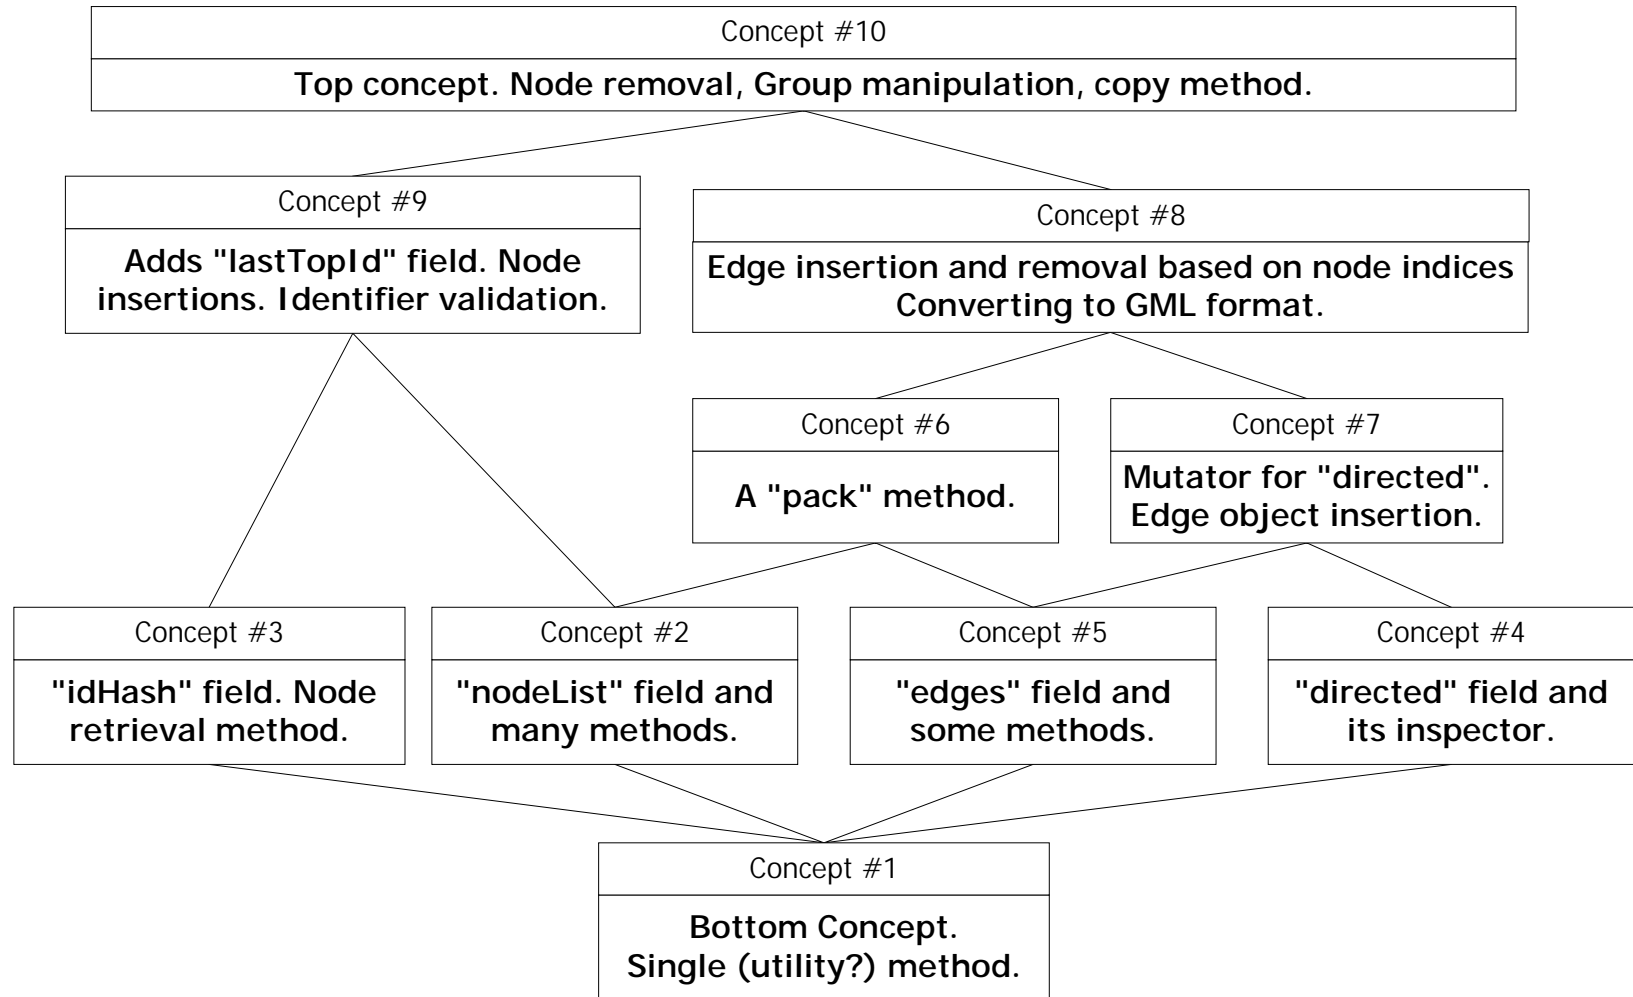 Concept #10
Top concept. Node removal, Group manipulation, copy method.
Concept #9
Adds "lastTopId" field. Node
insertions. Identifier validation.
Concept #8
Edge insertion and removal based on node indices
Converting to GML format.
Concept #6
A "pack" method.
Concept #7
Mutator for "directed".
Edge object insertion.
Concept #3
"idHash" field. Node
retrieval method.
Concept #2
"nodeList" field and
many methods.
Concept #5
"edges" field and
some methods.
Concept #4
"directed" field and
its inspector.
Concept #1
Bottom Concept.
Single (utility?) method.